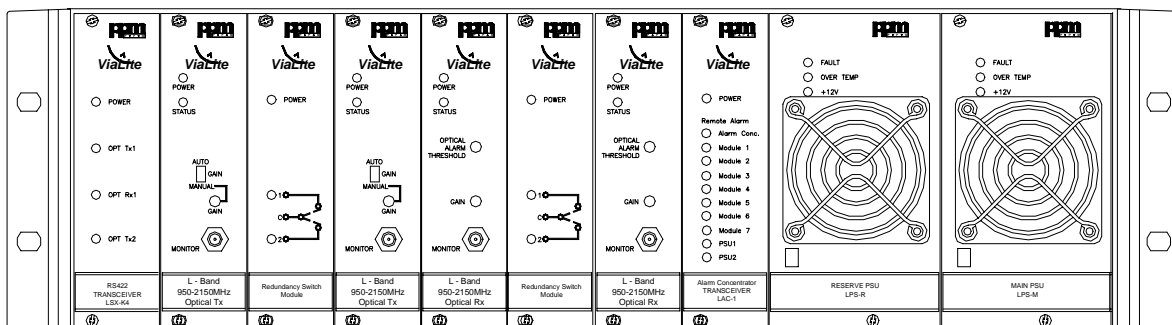 ppm
ViaLite
POWER
OPT Tx1
OPT Rx1
OPT Tx2
RS422
TRANSCEIVER
LSX-K4
ppm
ViaLite
POWER
STATUS
AUTO
GAIN
MANUAL
GAIN
MONITOR
L - Band
950-2150MHz
Optical Tx
ppm
ViaLite
POWER
1
C
2
Redundancy Switch
Module
ppm
ViaLite
POWER
STATUS
AUTO
GAIN
MANUAL
GAIN
MONITOR
L - Band
950-2150MHz
Optical Tx
ppm
ViaLite
POWER
STATUS
OPTICAL
ALARM
THRESHOLD
GAIN
MONITOR
L - Band
950-2150MHz
Optical Rx
ppm
ViaLite
POWER
1
C
2
Redundancy Switch
Module
ppm
ViaLite
POWER
STATUS
OPTICAL
ALARM
THRESHOLD
GAIN
MONITOR
L - Band
950-2150MHz
Optical Rx
ppm
ViaLite
POWER
Remote Alarm
Alarm Conc.
Module 1
Module 2
Module 3
Module 4
Module 5
Module 6
Module 7
PSU1
PSU2
Alarm Concentrator
TRANSCEIVER
LAC-1
ppm
FAULT
OVER TEMP
+12V
RESERVE PSU
LPS-R
ppm
FAULT
OVER TEMP
+12V
MAIN PSU
LPS-M